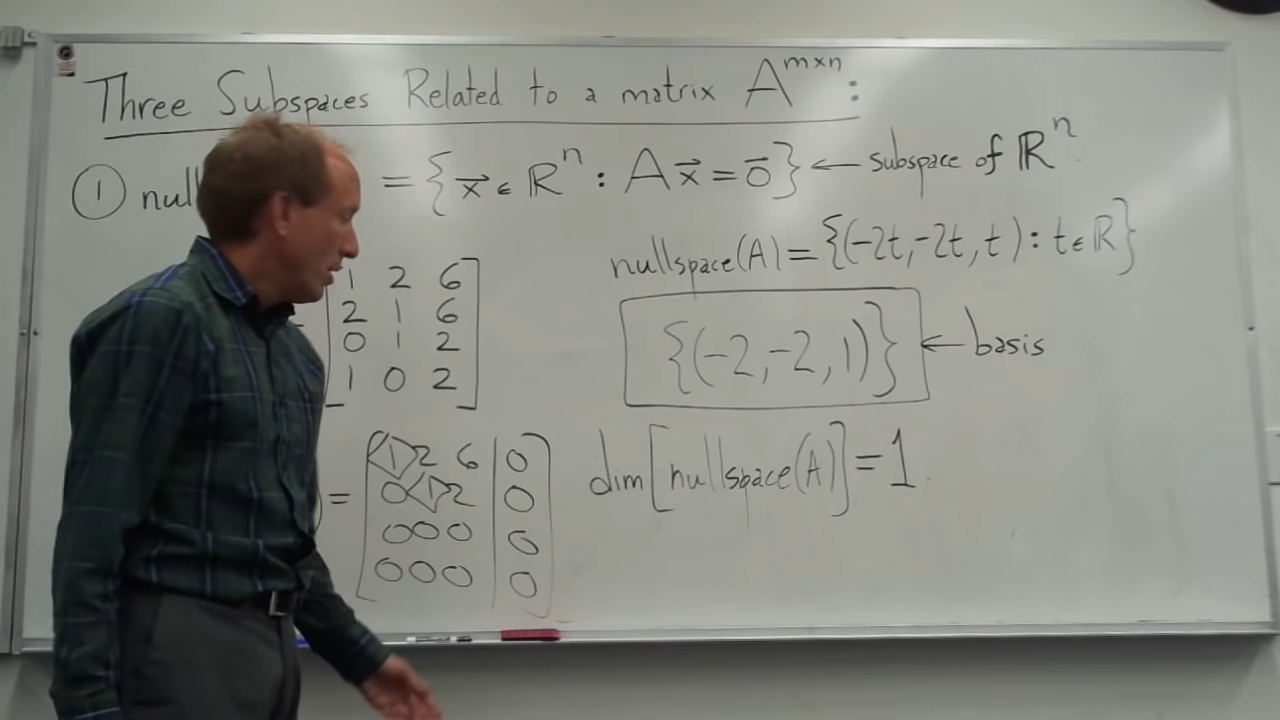 Three Subspaces Related to a matrix A^{m×n}:
① null = {x⃗ ∈ ℝ^n : A x⃗ = 0⃗} ← subspace of ℝ^n
nullspace(A) = {(-2t, -2t, t) : t ∈ ℝ}
1 2 6
2 1 6
0 1 2
1 0 2
{(-2, -2, 1)} ← basis
= [1 2 6 | 0
0 1 2 | 0
0 0 0 | 0
0 0 0 | 0]
dim[nullspace(A)] = 1